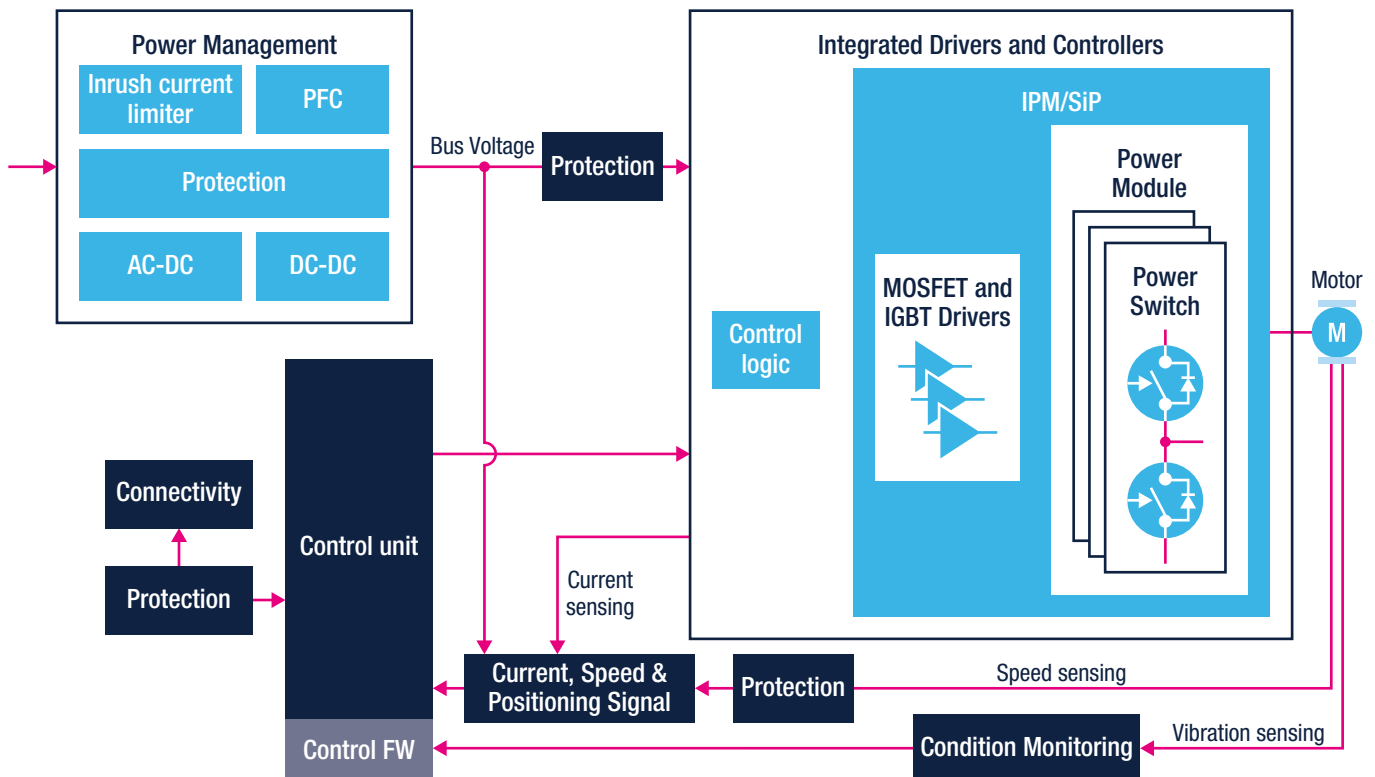 Power Management
Inrush current
limiter
PFC
Protection
AC-DC
DC-DC
Bus Voltage
Protection
Integrated Drivers and Controllers
IPM/SiP
Power
Module
Power
Switch
MOSFET and
IGBT Drivers
Control
logic
Motor
M
Connectivity
Protection
Control unit
Control FW
Current
sensing
Current, Speed &
Positioning Signal
Protection
Speed sensing
Condition Monitoring
Vibration sensing